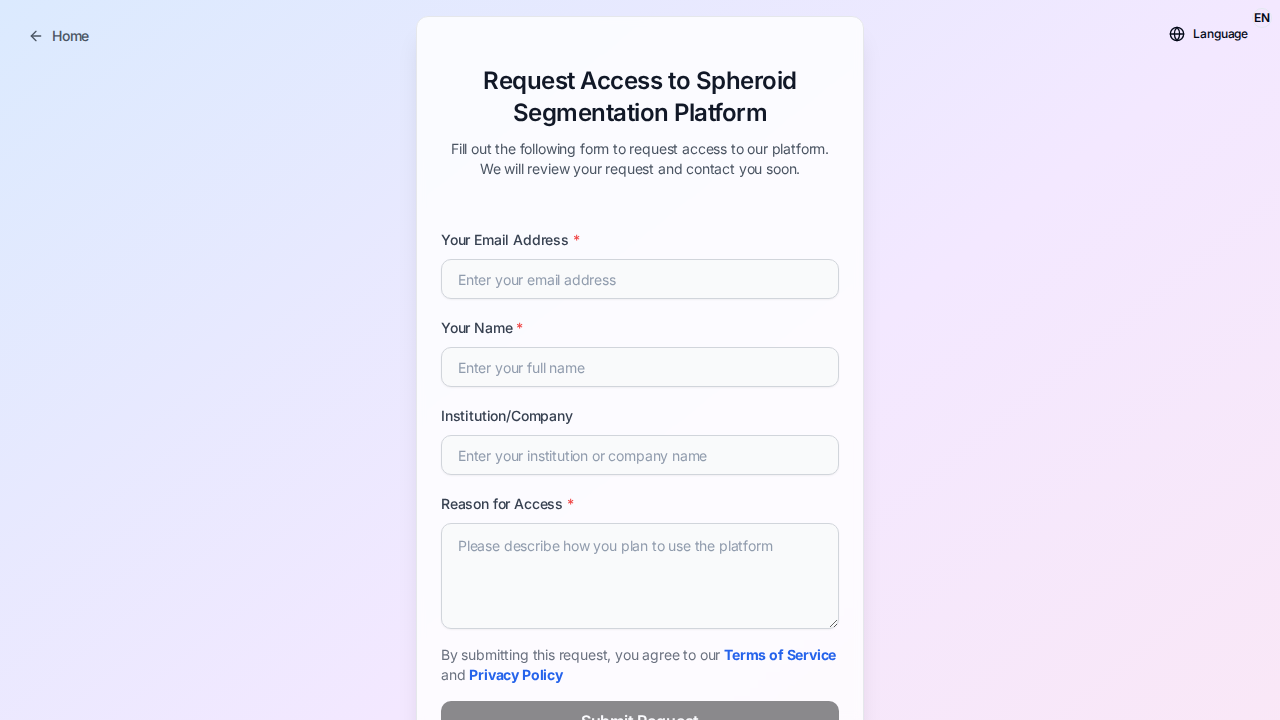 Home
EN
Language
Request Access to Spheroid
Segmentation Platform
Fill out the following form to request access to our platform.
We will review your request and contact you soon.
Your Email Address *
Enter your email address
Your Name *
Enter your full name
Institution/Company
Enter your institution or company name
Reason for Access *
Please describe how you plan to use the platform
By submitting this request, you agree to our Terms of Service
and Privacy Policy
Submit Request